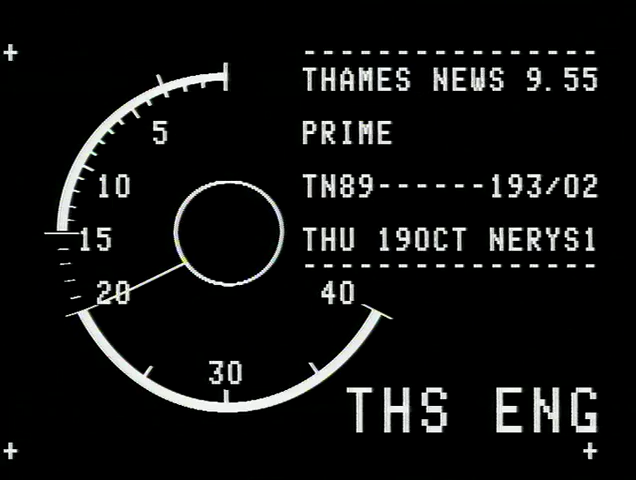 ----------------
THAMES NEWS 9.55
PRIME
TN89------193/02
THU 19OCT NERYS1
----------------
5
10
15
20
30
40
THS ENG